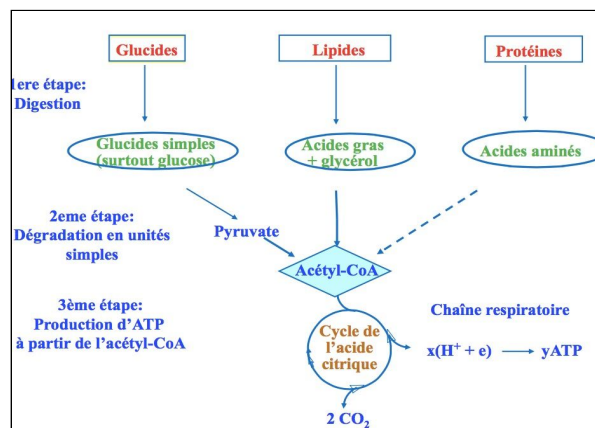 Glucides
Lipides
Protéines
1ere étape:
Digestion
Glucides simples
(surtout glucose)
Acides gras
+ glycérol
Acides aminés
2eme étape:
Dégradation en unités
simples
Pyruvate
Acétyl-CoA
3ème étape:
Production d'ATP
à partir de l'acétyl-CoA
Cycle de
l'acide
citrique
Chaîne respiratoire
x(H⁺ + e)
yATP
2 CO₂